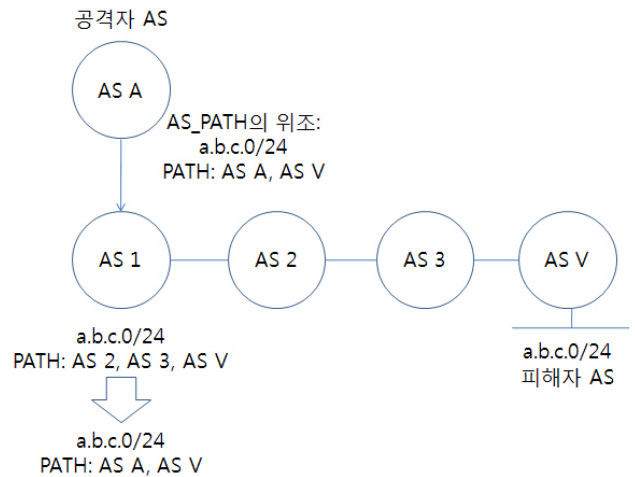 공격자 AS
AS A
AS_PATH의 위조:
a.b.c.0/24
PATH: AS A, AS V
AS 1
AS 2
AS 3
AS V
a.b.c.0/24
PATH: AS 2, AS 3, AS V
a.b.c.0/24
피해자 AS
a.b.c.0/24
PATH: AS A, AS V